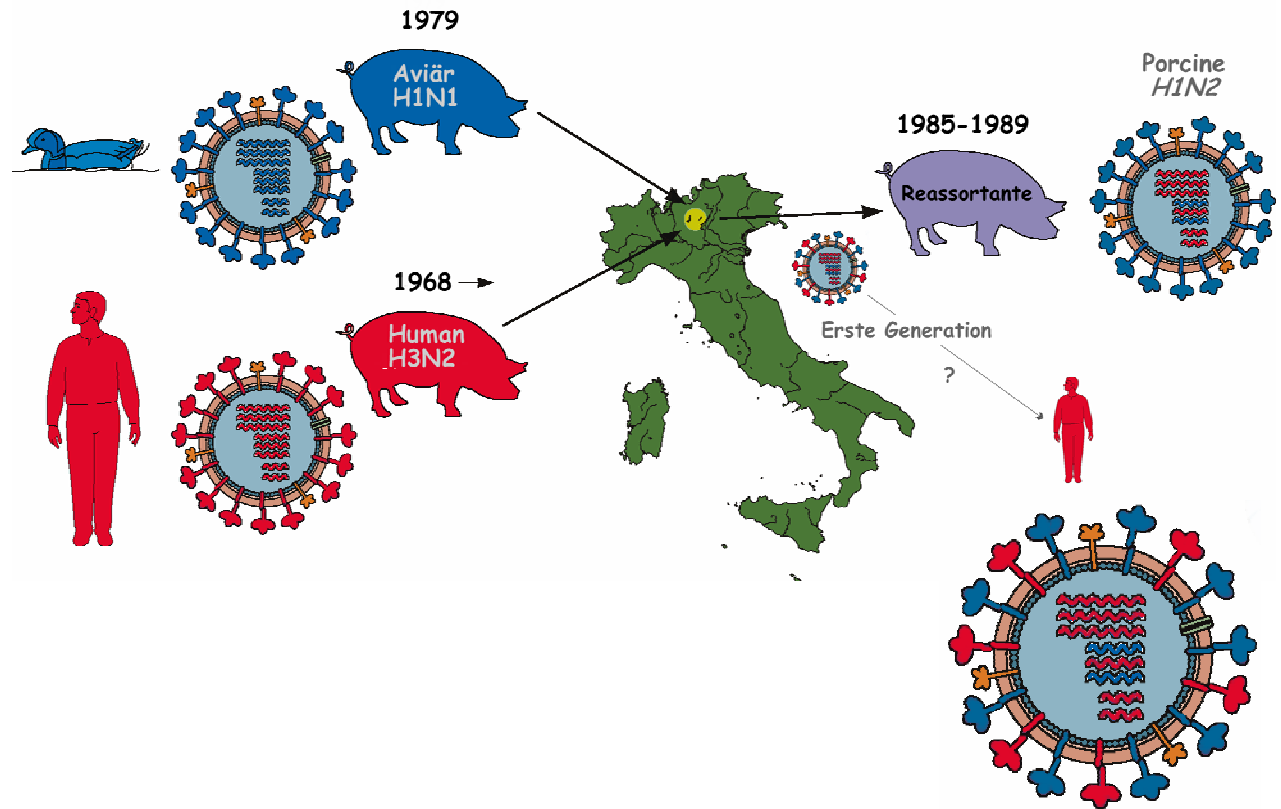 1979
Aviär
H1N1
Porcine
H1N2
1985-1989
Reassortante
1968
Human
H3N2
Erste Generation
?